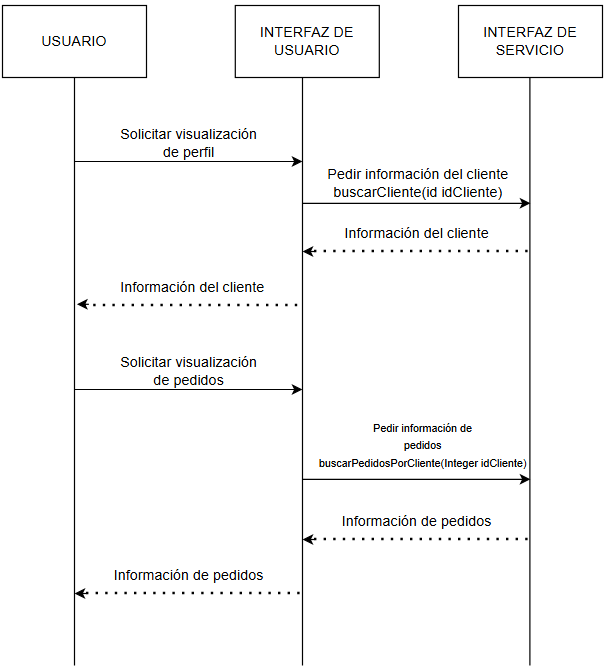 USUARIO
INTERFAZ DE
USUARIO
INTERFAZ DE
SERVICIO
Solicitar visualización
de perfil
Pedir información del cliente
buscarCliente(id idCliente)
Información del cliente
Información del cliente
Solicitar visualización
de pedidos
Pedir información de
pedidos
buscarPedidosPorCliente(Integer idCliente)
Información de pedidos
Información de pedidos